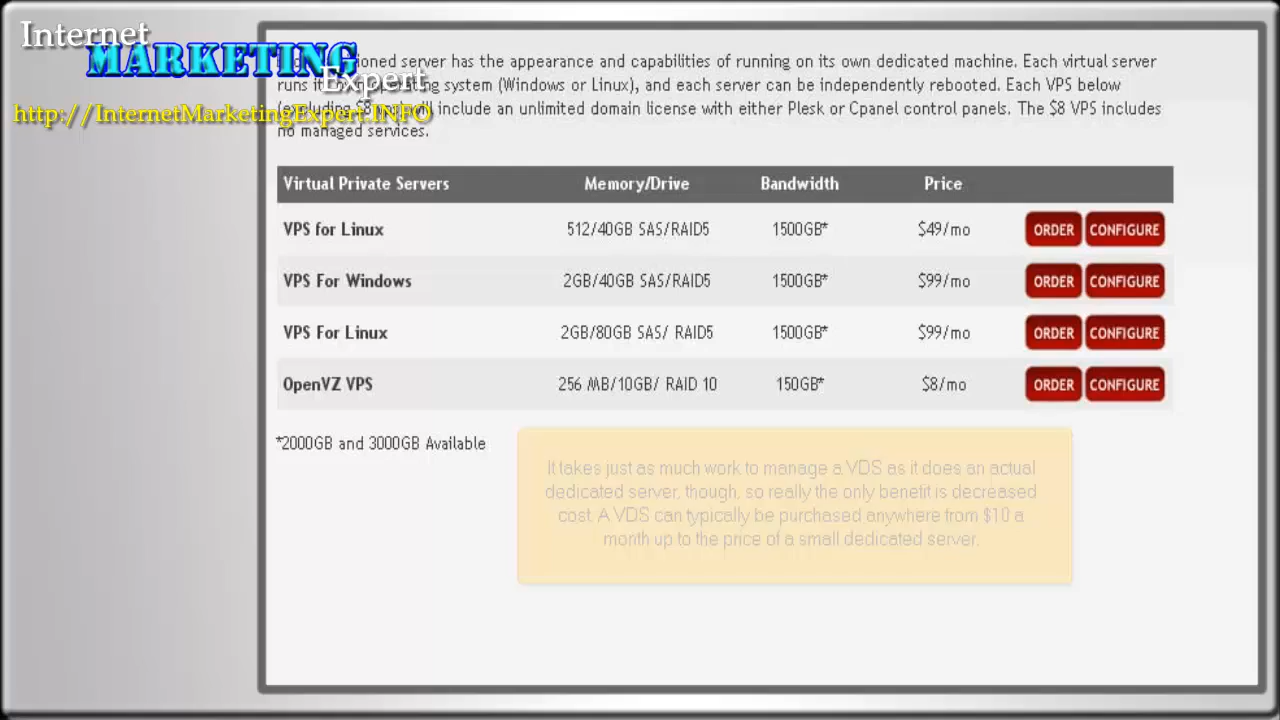 Internet
MARKETING
Expert
http://InternetMarketingExpert.INFO
ioned server has the appearance and capabilities of running on its own dedicated machine. Each virtual server
runs system (Windows or Linux), and each server can be independently rebooted. Each VPS below
(excluding $8 include an unlimited domain license with either Plesk or Cpanel control panels. The $8 VPS includes
no managed services.
Virtual Private Servers Memory/Drive Bandwidth Price
VPS for Linux 512/40GB SAS/RAID5 1500GB* $49/mo ORDER CONFIGURE
VPS For Windows 2GB/40GB SAS/RAID5 1500GB* $99/mo ORDER CONFIGURE
VPS For Linux 2GB/80GB SAS/ RAID5 1500GB* $99/mo ORDER CONFIGURE
OpenVZ VPS 256 MB/10GB/ RAID 10 150GB* $8/mo ORDER CONFIGURE
*2000GB and 3000GB Available
It takes just as much work to manage a VDS as it does an actual
dedicated server, though, so really the only benefit is decreased
cost. A VDS can typically be purchased anywhere from $10 a
month up to the price of a small dedicated server.